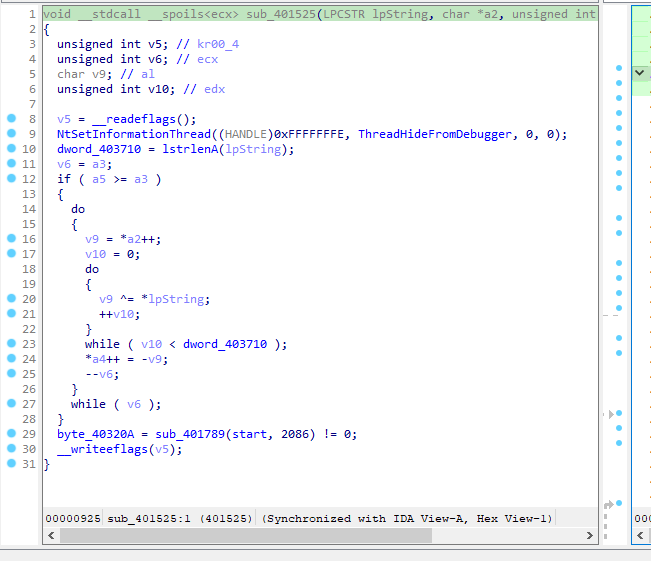 1 void __stdcall __spoils<ecx> sub_401525(LPCSTR lpString, char *a2, unsigned int
2 {
3 unsigned int v5; // kr00_4
4 unsigned int v6; // ecx
5 char v9; // al
6 unsigned int v10; // edx
7
8 v5 = __readeflags();
9 NtSetInformationThread((HANDLE)0xFFFFFFFE, ThreadHideFromDebugger, 0, 0);
10 dword_403710 = lstrlenA(lpString);
11 v6 = a3;
12 if ( a5 >= a3 )
13 {
14 do
15 {
16 v9 = *a2++;
17 v10 = 0;
18 do
19 {
20 v9 ^= *lpString;
21 ++v10;
22 }
23 while ( v10 < dword_403710 );
24 *a4++ = -v9;
25 --v6;
26 }
27 while ( v6 );
28 }
29 byte_40320A = sub_401789(start, 2086) != 0;
30 __writeeflags(v5);
31 }
00000925 sub_401525:1 (401525) (Synchronized with IDA View-A, Hex View-1)